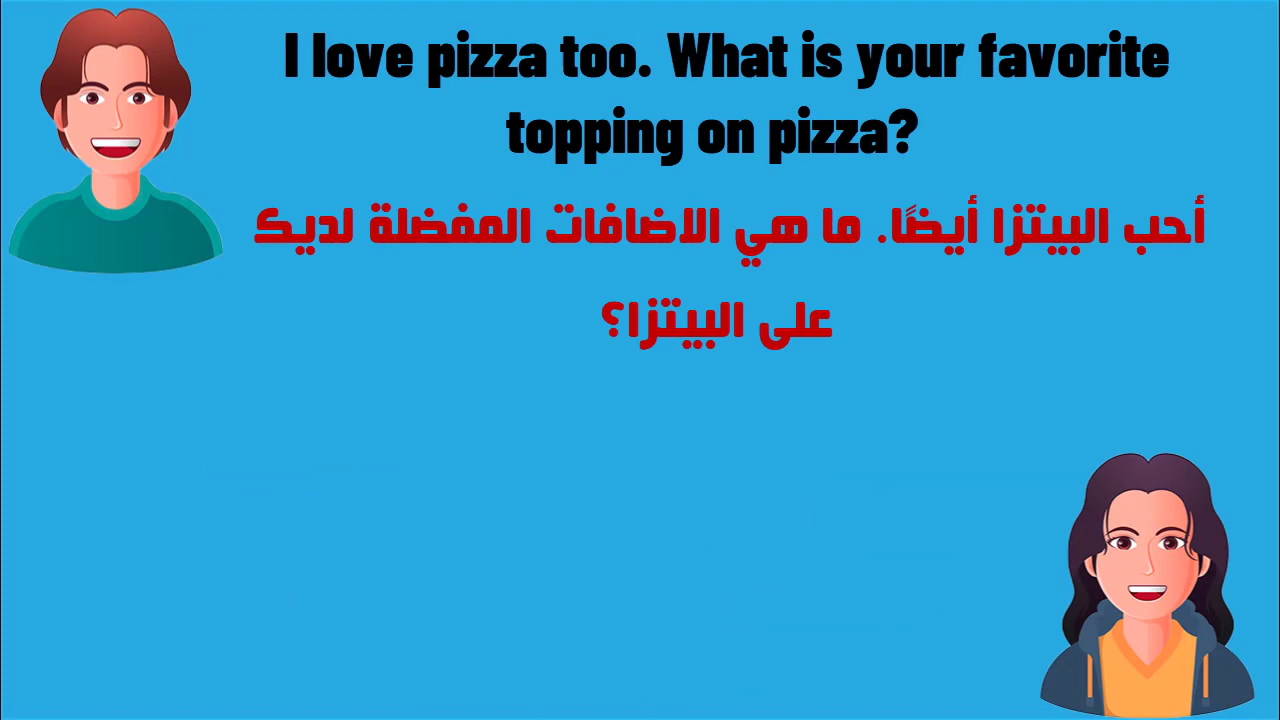 I love pizza too. What is your favorite
topping on pizza?
أحب البيتزا أيضًا. ما هي الاضافات المفضلة لديك
على البيتزا؟